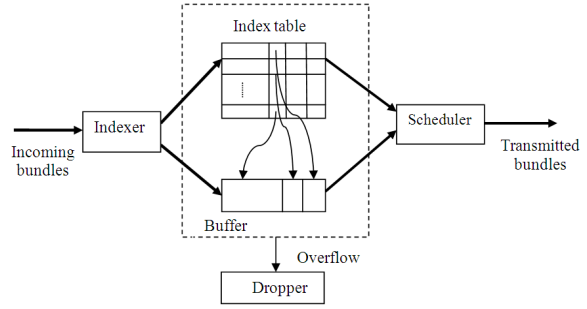 Index table
Indexer
Scheduler
Incoming
bundles
Transmitted
bundles
Buffer
Overflow
Dropper